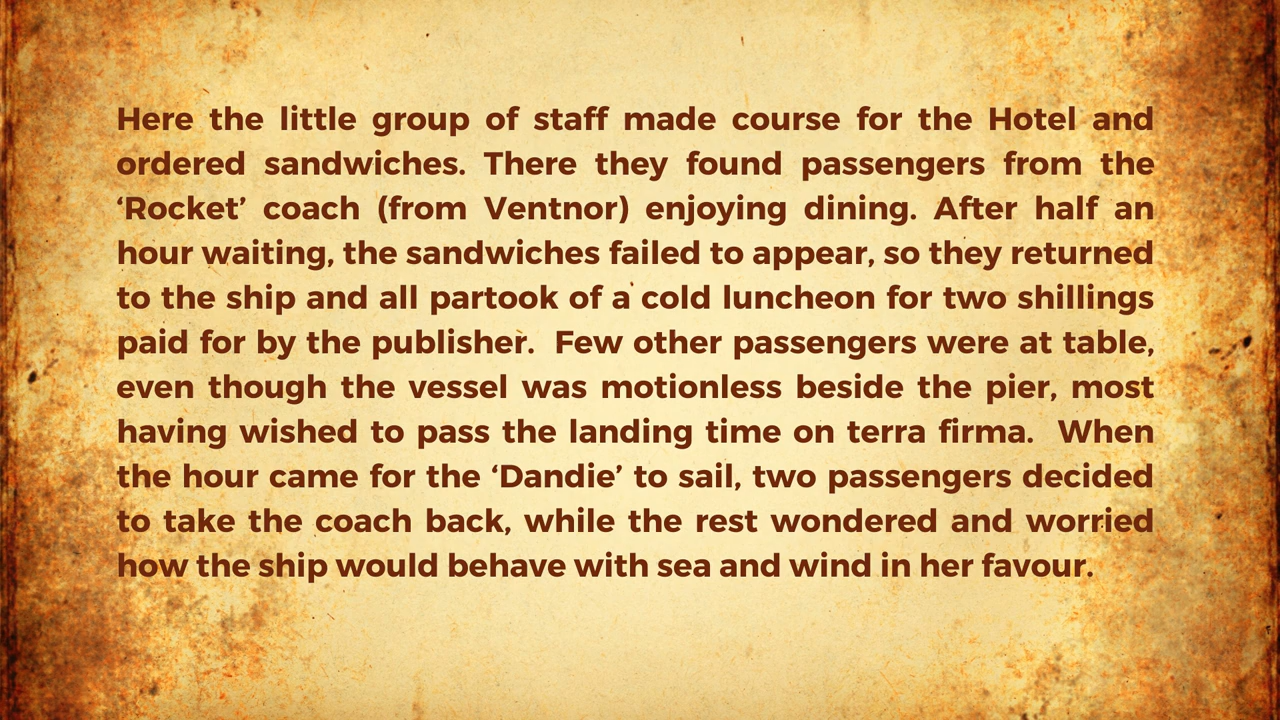 Here the little group of staff made course for the Hotel and
ordered sandwiches. There they found passengers from the
‘Rocket’ coach (from Ventnor) enjoying dining. After half an
hour waiting, the sandwiches failed to appear, so they returned
to the ship and all partook of a cold luncheon for two shillings
paid for by the publisher.  Few other passengers were at table,
even though the vessel was motionless beside the pier, most
having wished to pass the landing time on terra firma.  When
the hour came for the ‘Dandie’ to sail, two passengers decided
to take the coach back, while the rest wondered and worried
how the ship would behave with sea and wind in her favour.